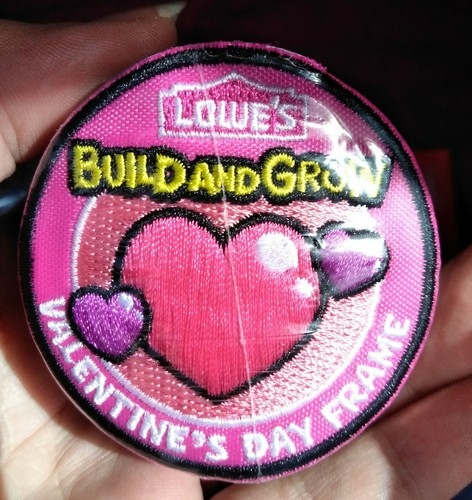 LOWE'S
BUILD AND GROW
VALENTINE'S DAY FRAME